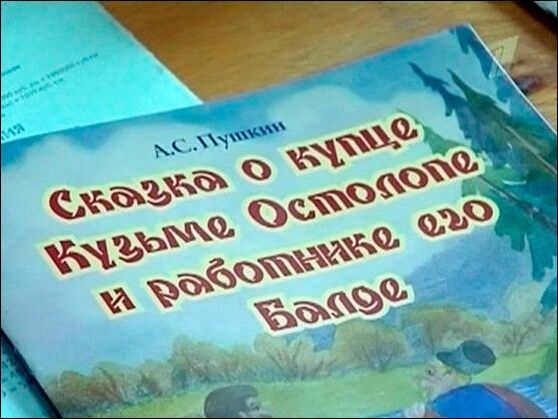 А.С.Пушкин
Сказка о купце
Кузьме Остолопе
и работнике его
Балде